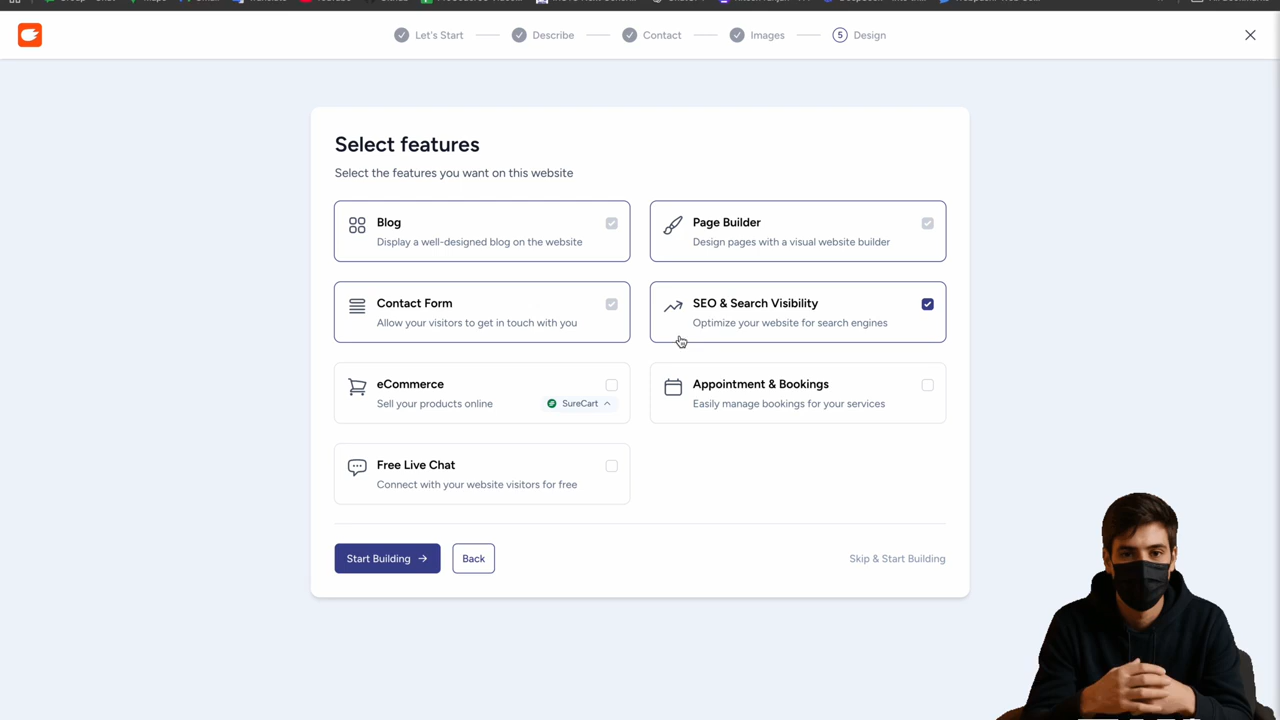 Let's Start
Describe
Contact
Images
5 Design
Select features
Select the features you want on this website
Blog
Display a well-designed blog on the website
Page Builder
Design pages with a visual website builder
Contact Form
Allow your visitors to get in touch with you
SEO & Search Visibility
Optimize your website for search engines
eCommerce
Sell your products online
SureCart
Appointment & Bookings
Easily manage bookings for your services
Free Live Chat
Connect with your website visitors for free
Start Building
Back
Skip & Start Building